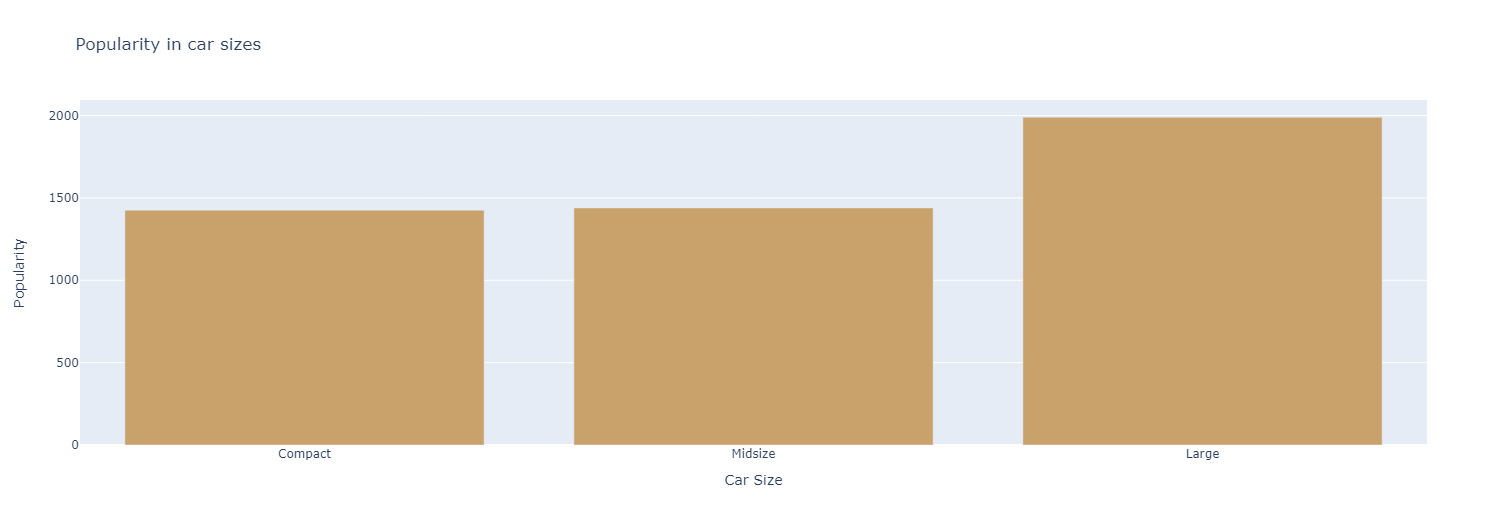 Popularity in car sizes
2000
1500
1000
500
0
Popularity
Compact
Midsize
Large
Car Size